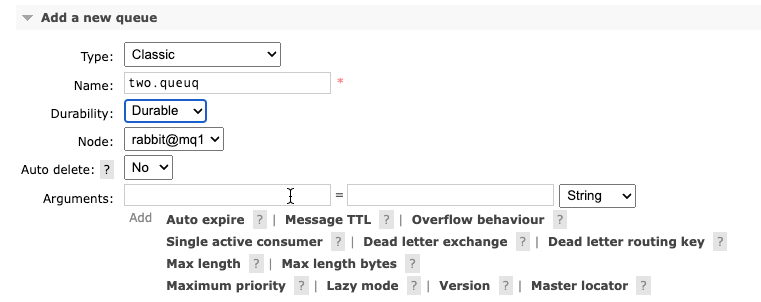 Add a new queue
Type: Classic
Name: two.queuq *
Durability: Durable
Node: rabbit@mq1
Auto delete: ? No
Arguments: = String
Add Auto expire ? | Message TTL ? | Overflow behaviour ?
Single active consumer ? | Dead letter exchange ? | Dead letter routing key ?
Max length ? | Max length bytes ?
Maximum priority ? | Lazy mode ? | Version ? | Master locator ?